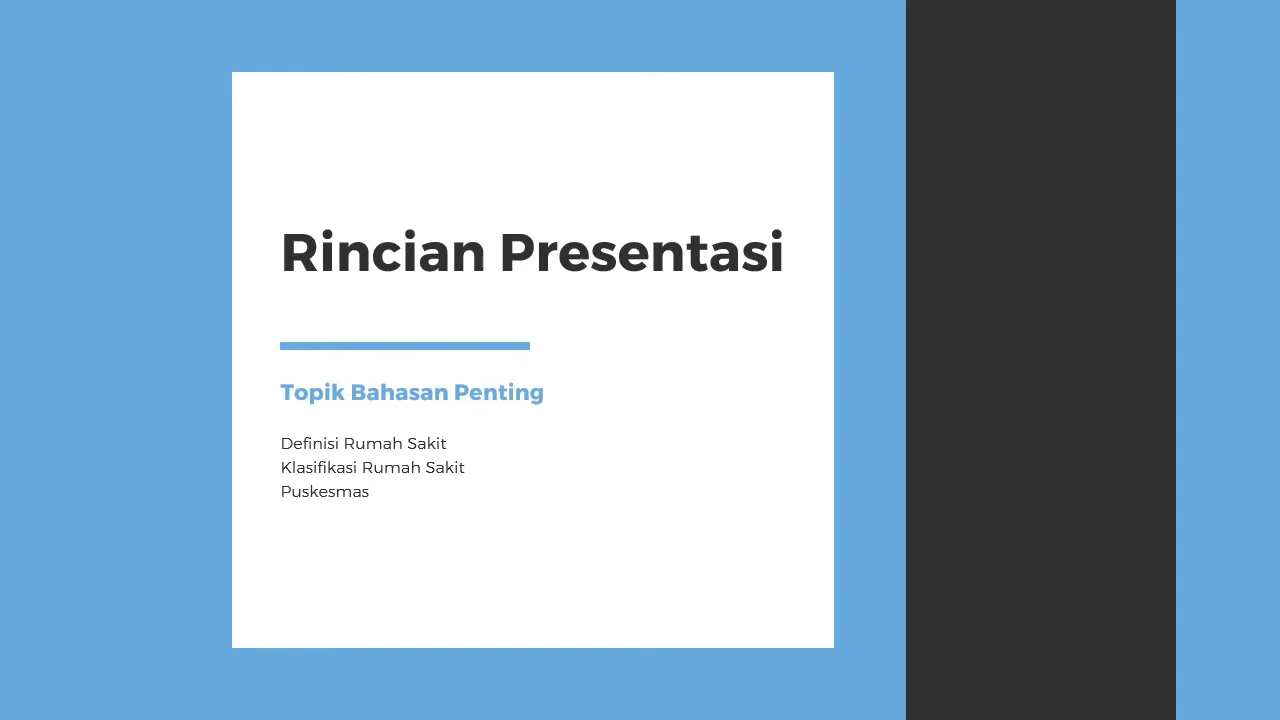 Rincian Presentasi
Topik Bahasan Penting
Definisi Rumah Sakit
Klasifikasi Rumah Sakit
Puskesmas